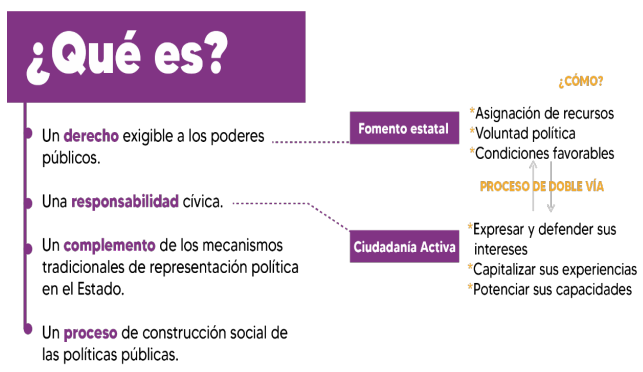 ¿Qué es?
Un derecho exigible a los poderes
públicos.
Una responsabilidad cívica.
Un complemento de los mecanismos
tradicionales de representación política
en el Estado.
Un proceso de construcción social de
las políticas públicas.
Fomento estatal
Ciudadanía Activa
¿CÓMO?
*Asignación de recursos
*Voluntad política
*Condiciones favorables
PROCESO DE DOBLE VÍA
*Expresar y defender sus
intereses
*Capitalizar sus experiencias
*Potenciar sus capacidades